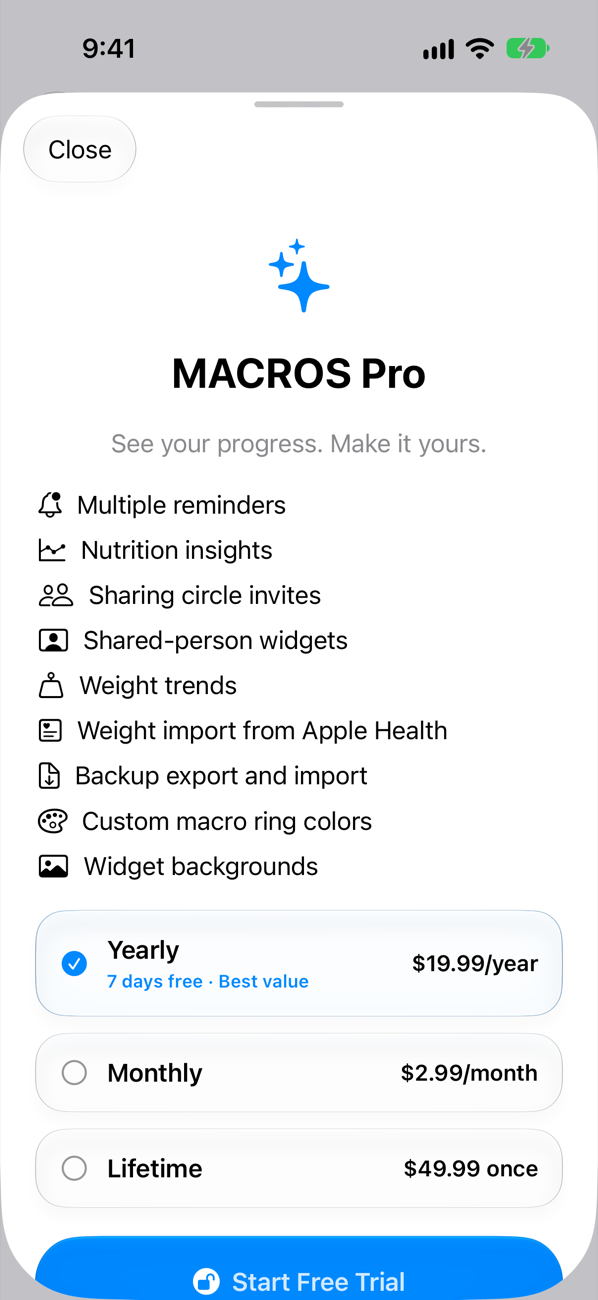 9:41
Close
MACROS Pro
See your progress. Make it yours.
Multiple reminders
Nutrition insights
Sharing circle invites
Shared-person widgets
Weight trends
Weight import from Apple Health
Backup export and import
Custom macro ring colors
Widget backgrounds
Yearly
7 days free · Best value
$19.99/year
Monthly
$2.99/month
Lifetime
$49.99 once
Start Free Trial